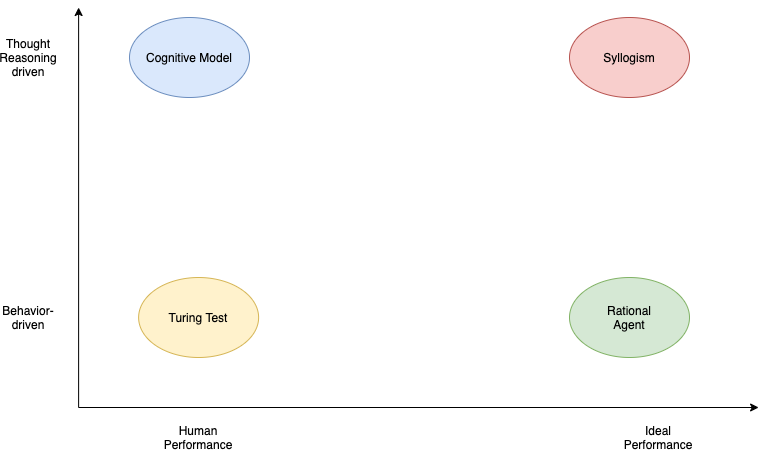 Thought
Reasoning
driven
Cognitive Model
Syllogism
Behavior-
driven
Turing Test
Rational
Agent
Human
Performance
Ideal
Performance